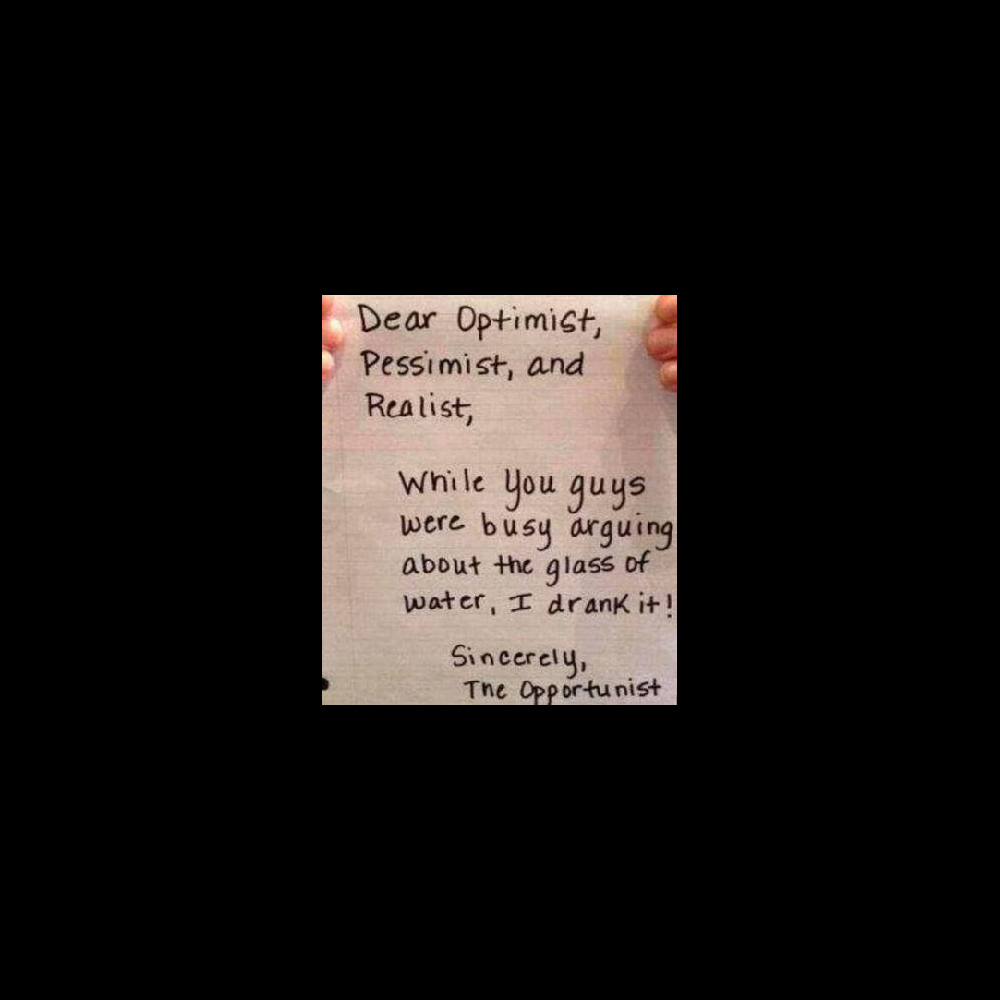 Dear Optimist,
Pessimist, and
Realist,
While You guys
were busy arguing
about the glass of
water, I drank it!
Sincerely,
The Opportunist